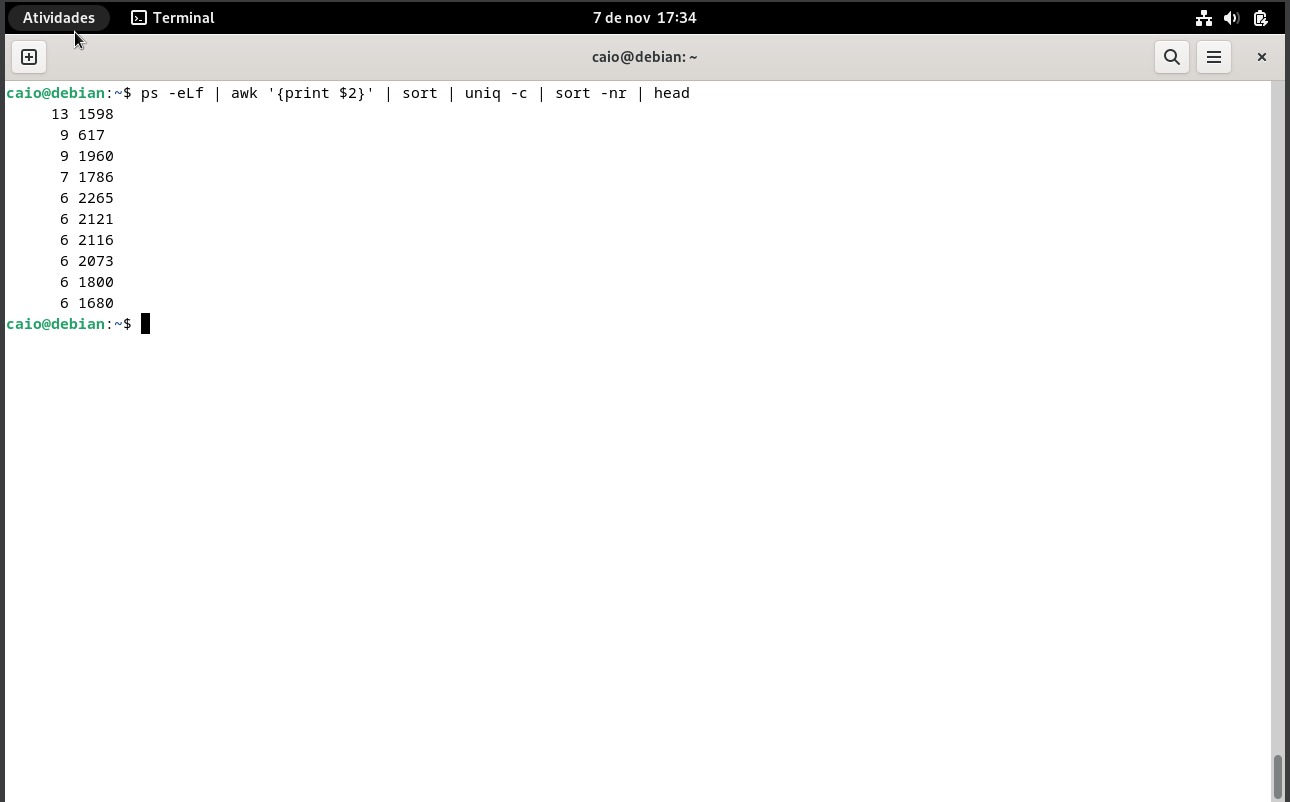 Atividades Terminal 7 de nov 17:34
caio@debian: ~
caio@debian:~$ ps -eLf | awk '{print $2}' | sort | uniq -c | sort -nr | head
13 1598
9 617
9 1960
7 1786
6 2265
6 2121
6 2116
6 2073
6 1800
6 1680
caio@debian:~$